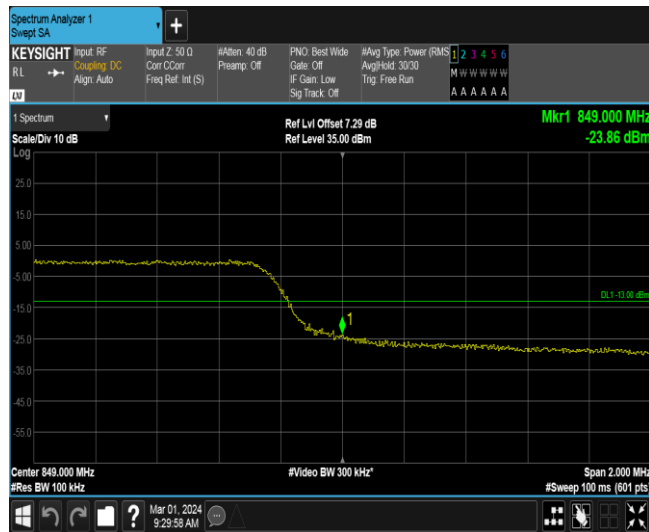 Spectrum Analyzer 1
Swept SA
+
KEYSIGHT
RL
LXI
Input: RF
Coupling: DC
Align: Auto
Input Z: 50 Ω
Corr CCorr
Freq Ref: Int (S)
#Atten: 40 dB
Preamp: Off
PNO: Best Wide
Gate: Off
IF Gain: Low
Sig Track: Off
#Avg Type: Power (RMS
Avg|Hold: 30/30
Trig: Free Run
1 2 3 4 5 6
M W W W W W
A A A A A A
1 Spectrum
Scale/Div 10 dB
Log
Ref Lvl Offset 7.29 dB
Ref Level 35.00 dBm
Mkr1 849.000 MHz
-23.86 dBm
25.0
15.0
5.00
-5.00
-15.0
-25.0
-35.0
-45.0
-55.0
DL1 -13.00 dBm
1
Center 849.000 MHz
#Res BW 100 kHz
#Video BW 300 kHz*
Span 2.000 MHz
#Sweep 100 ms (601 pts)
?
Mar 01, 2024
9:29:58 AM